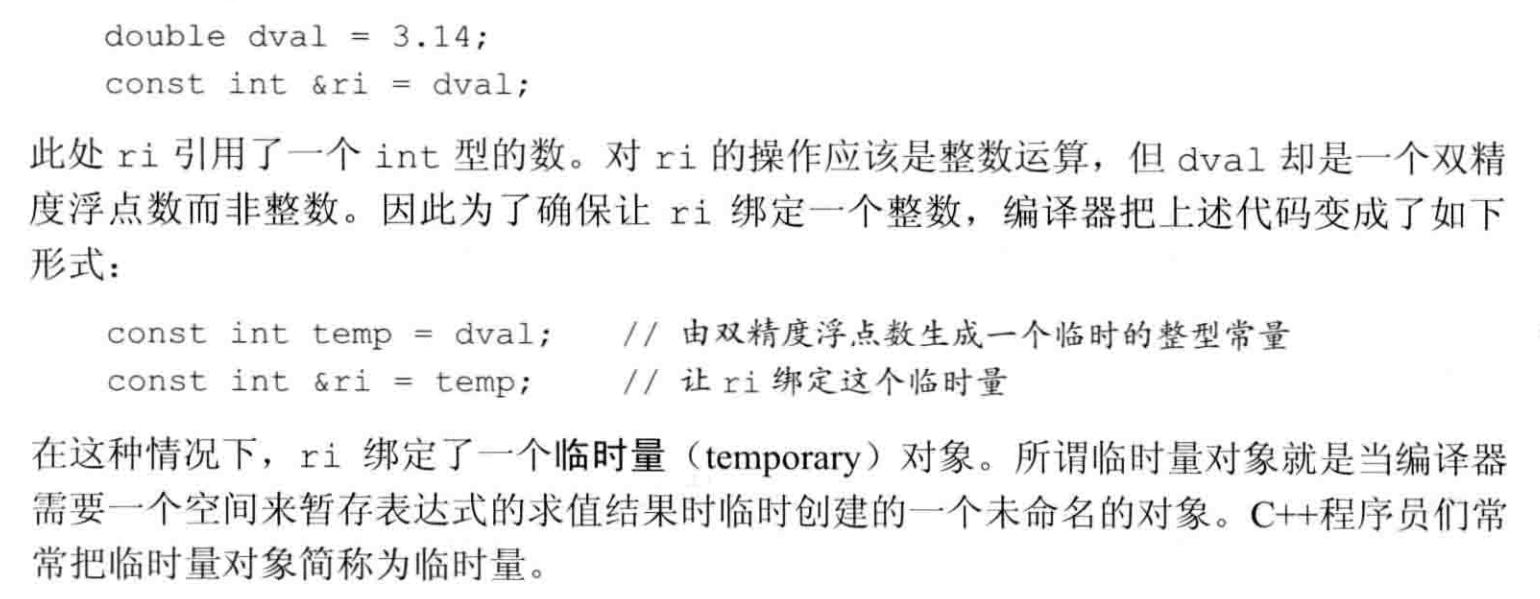 double dval = 3.14;
const int &ri = dval;
此处 ri 引用了一个 int 型的数。对 ri 的操作应该是整数运算，但 dval 却是一个双精
度浮点数而非整数。因此为了确保让 ri 绑定一个整数，编译器把上述代码变成了如下
形式：
const int temp = dval; // 由双精度浮点数生成一个临时的整型常量
const int &ri = temp; // 让 ri 绑定这个临时量
在这种情况下，ri 绑定了一个临时量（temporary）对象。所谓临时量对象就是当编译器
需要一个空间来暂存表达式的求值结果时临时创建的一个未命名的对象。C++程序员们常
常把临时量对象简称为临时量。